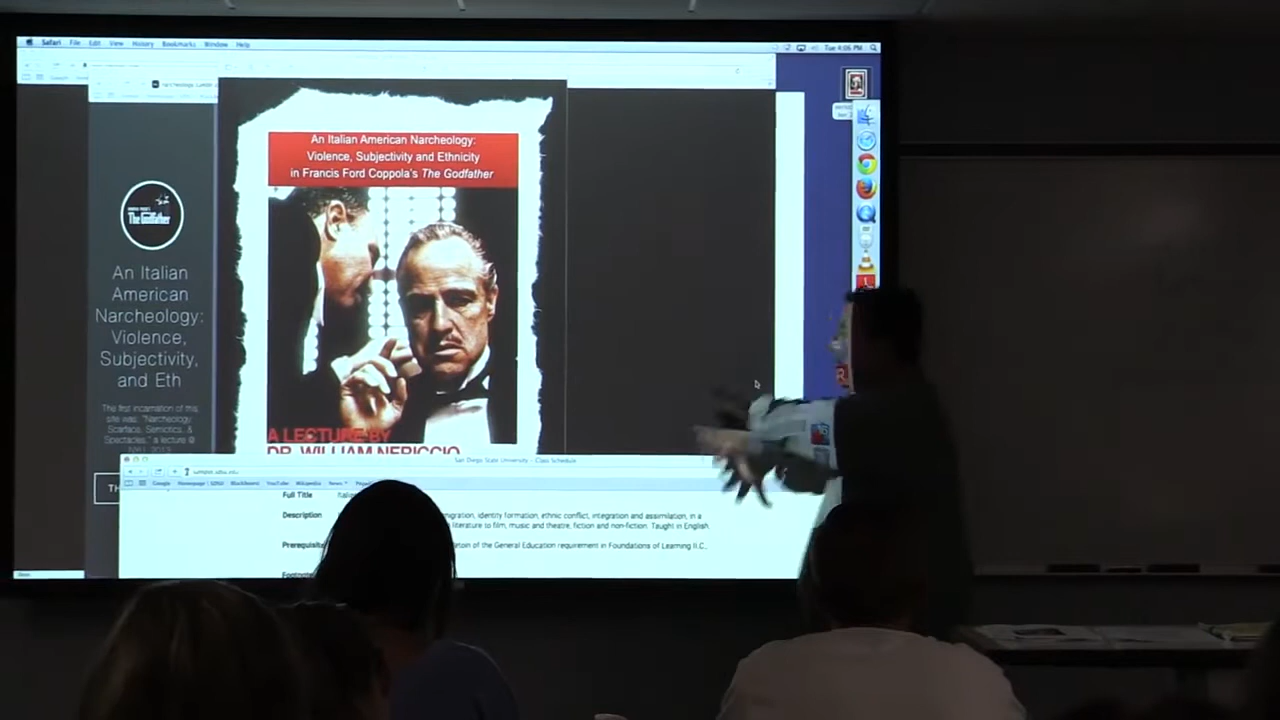 Safari File Edit View History Bookmarks Window Help
Tue 4:06 PM
An Italian American Narcheology:
Violence, Subjectivity and Ethnicity
in Francis Ford Coppola's The Godfather
The Godfather
An Italian
American
Narcheology:
Violence,
Subjectivity,
and Eth
The first incarnation of this
site was: "Narcheology
Scarface, Semiotics, &
Spectacles," a lecture @
A LECTURE BY
DR. WILLIAM NERICCIO
San Diego State University - Class Schedule
Google Homepage | SDSU Blackboard YouTube Wikipedia News
TH
Full Title Italian
Description migration, identity formation, ethnic conflict, integration and assimilation, in a
literature to film, music and theatre, fiction and non-fiction. Taught in English.
Prerequisite of the General Education requirement in Foundations of Learning II.C.,
Footnote